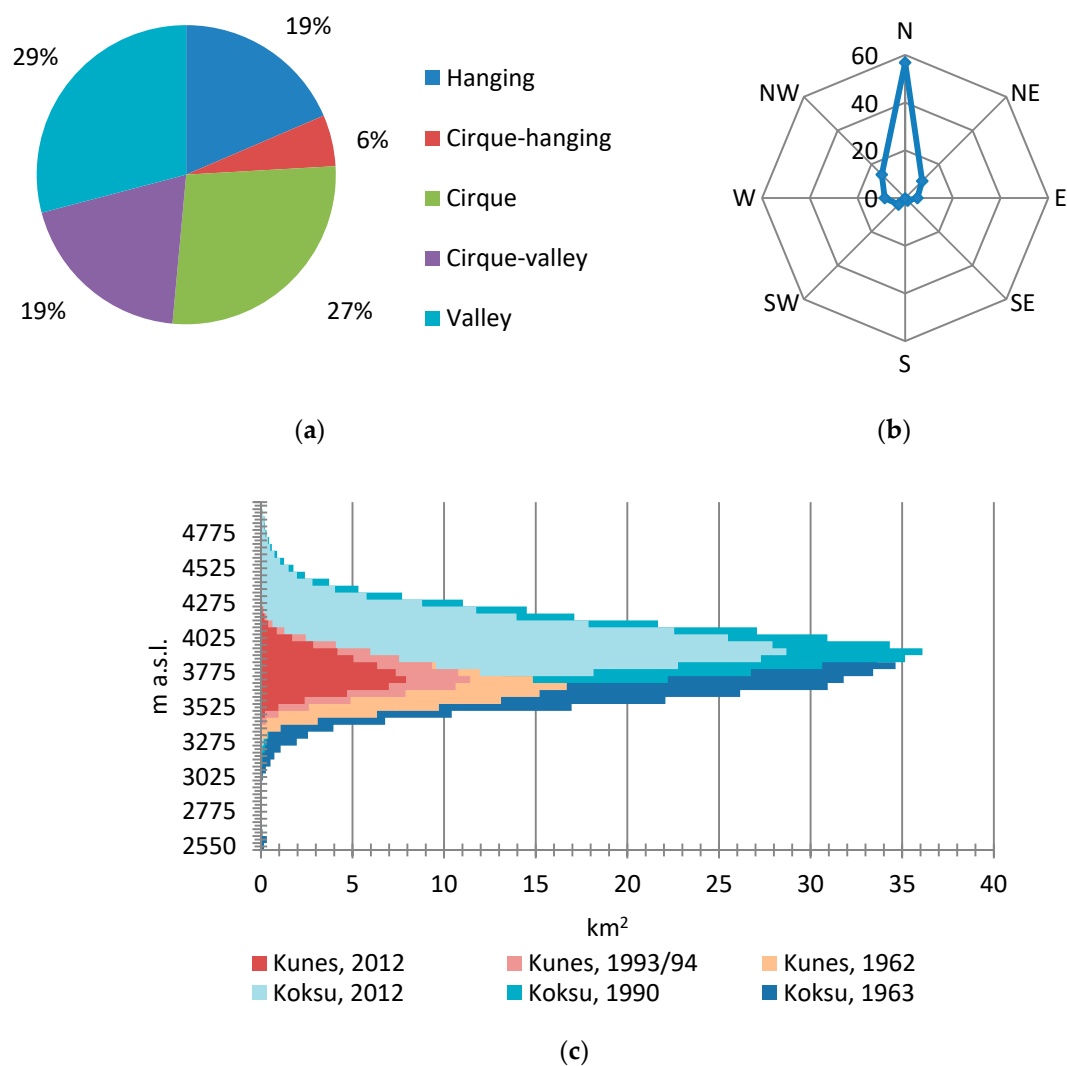 19%
29%
6%
19%
27%
Hanging
Cirque-hanging
Cirque
Cirque-valley
Valley
(a)
N
60
NW
NE
40
20
W
0
E
SW
SE
S
(b)
4775
4525
4275
4025
3775
3525
3275
3025
2775
2550
m a.s.l.
0 5 10 15 20 25 30 35 40
km²
Kunes, 2012 Kunes, 1993/94 Kunes, 1962
Koksu, 2012 Koksu, 1990 Koksu, 1963
(c)